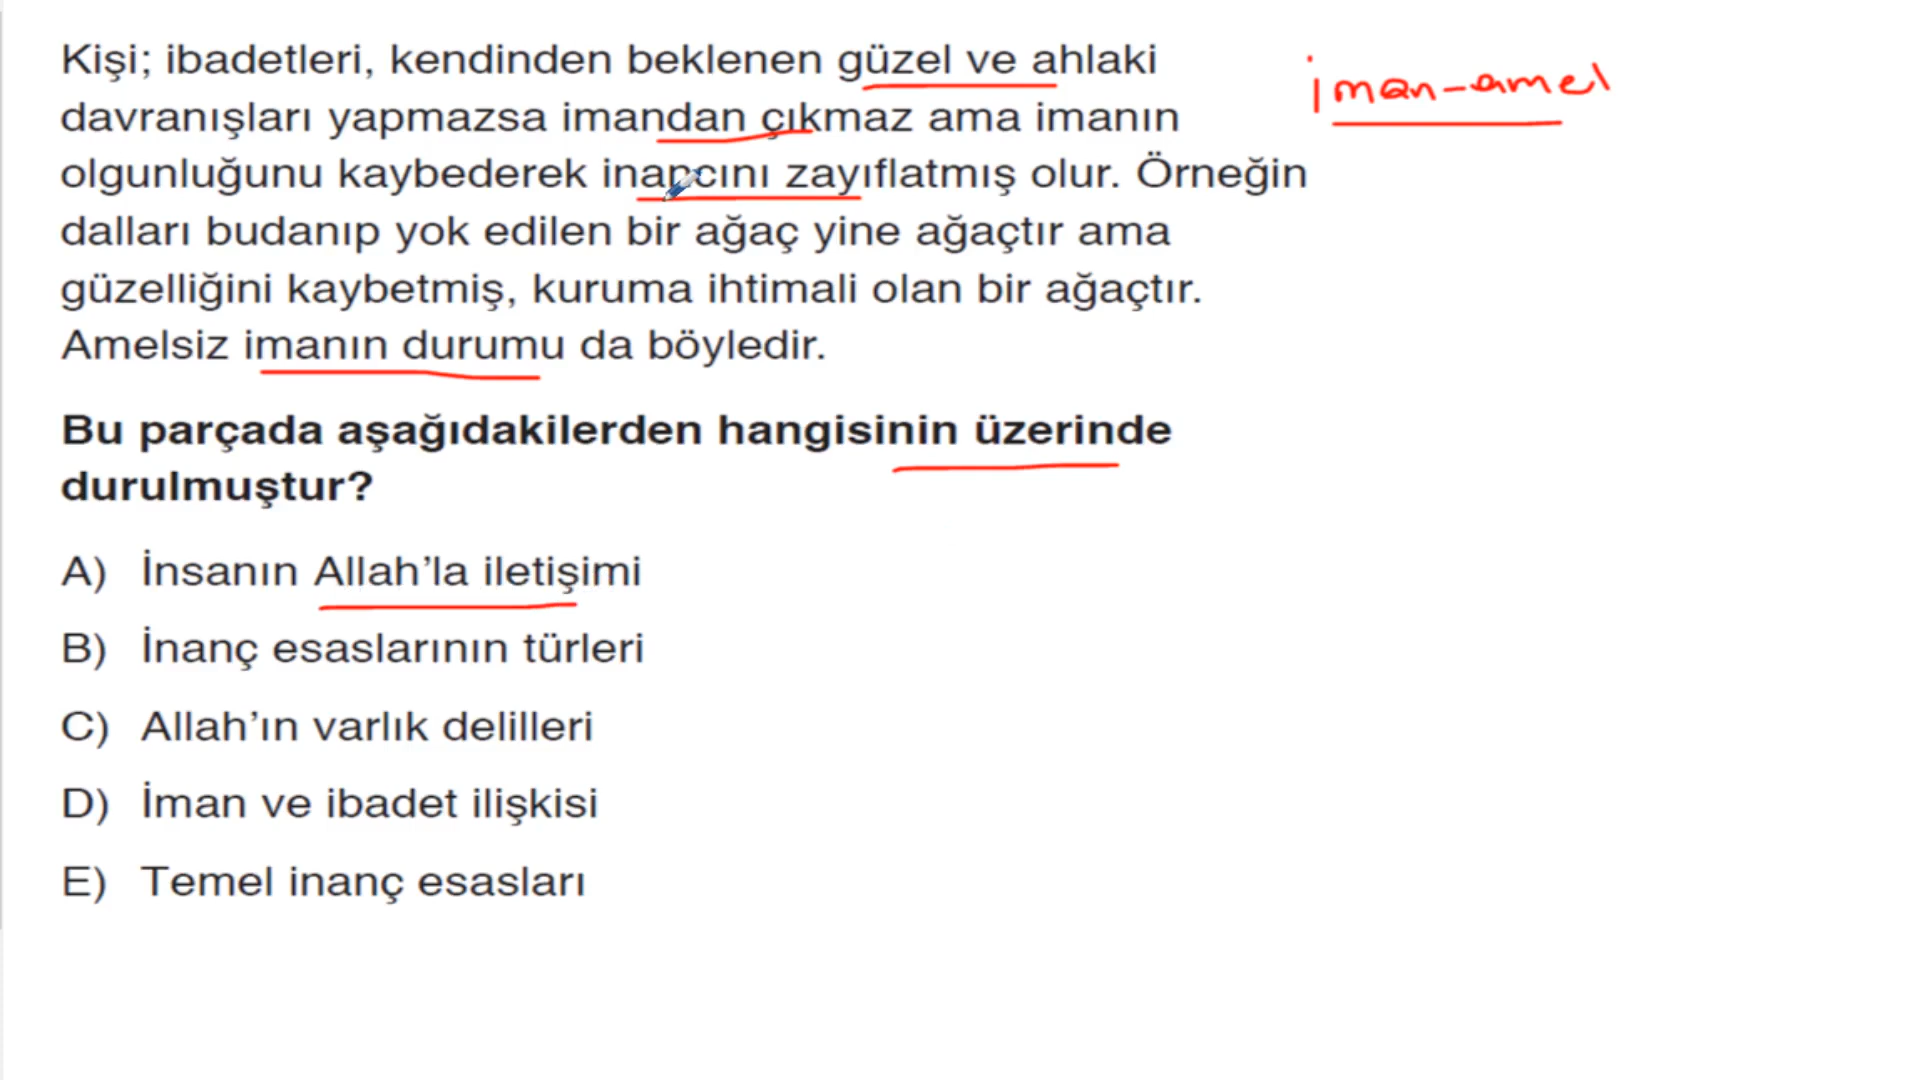 Kişi; ibadetleri, kendinden beklenen güzel ve ahlaki
davranışları yapmazsa imandan çıkmaz ama imanın
olgunluğunu kaybederek inancını zayıflatmış olur. Örneğin
dalları budanıp yok edilen bir ağaç yine ağaçtır ama
güzelliğini kaybetmiş, kuruma ihtimali olan bir ağaçtır.
Amelsiz imanın durumu da böyledir.
iman-amel
Bu parçada aşağıdakilerden hangisinin üzerinde
durulmuştur?
A) İnsanın Allah’la iletişimi
B) İnanç esaslarının türleri
C) Allah’ın varlık delilleri
D) İman ve ibadet ilişkisi
E) Temel inanç esasları